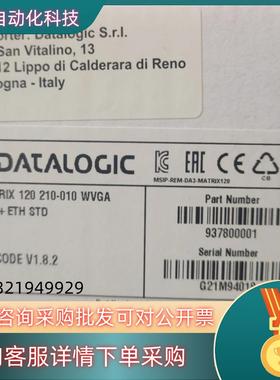 自动化科技
orter: Datalogic S.r.l.
San Vitalino, 13
12 Lippo di Calderara di Reno
ogna - Italy
DATALOGIC
MSIP-REM-DA3-MATRIX120
RIX 120 210-010 WVGA
+ ETH STD
Part Number
937800001
Serial Number
CODE V1.8.2
G21M9401
321949929
咨询采购批发可对公开票
客服详情下单采购